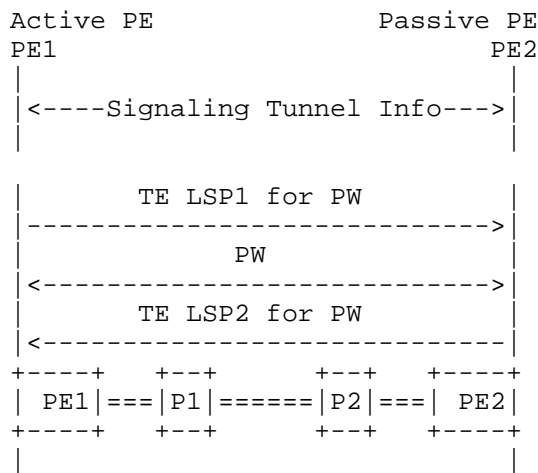 Active PE                 Passive PE
PE1                              PE2
|                               |
|<----Signaling Tunnel Info--->|
|                               |
|       TE LSP1 for PW          |
|----------------------------->|
|             PW                |
|<---------------------------->|
|       TE LSP2 for PW          |
|<-----------------------------|
+----+   +--+      +--+   +----+
| PE1|===|P1|======|P2|===| PE2|
+----+   +--+      +--+   +----+
|                               |